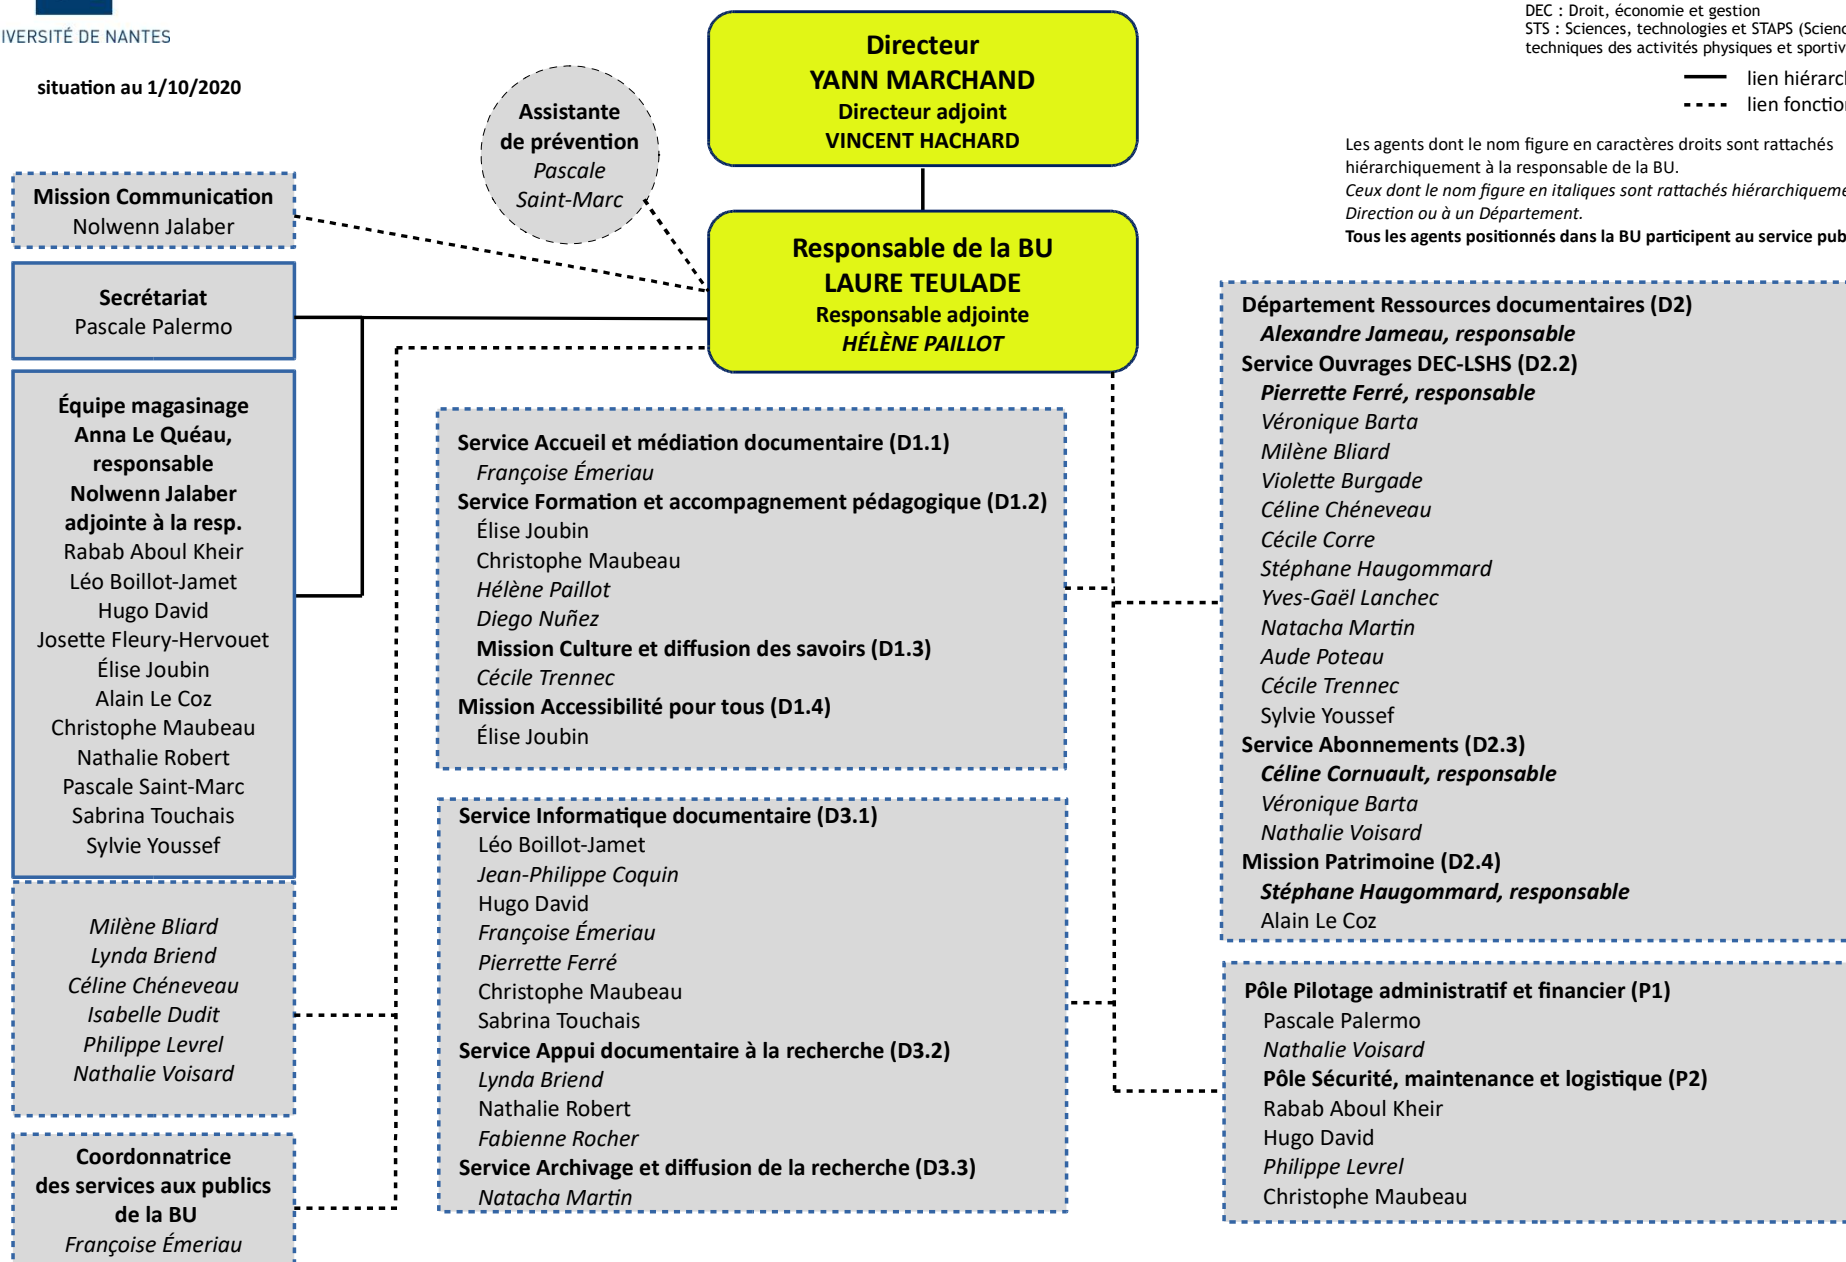 IVERSITÉ DE NANTES
situation au 1/10/2020
Directeur
YANN MARCHAND
Directeur adjoint
VINCENT HACHARD
DEC : Droit, économie et gestion
STS : Sciences, technologies et STAPS (Scienc
techniques des activités physiques et sportiv
lien hiérarch
lien fonction
Les agents dont le nom figure en caractères droits sont rattachés
hiérarchiquement à la responsable de la BU.
Ceux dont le nom figure en italiques sont rattachés hiérarchiqueme
Direction ou à un Département.
Tous les agents positionnés dans la BU participent au service pub
Assistante
de prévention
Pascale
Saint-Marc
Mission Communication
Nolwenn Jalaber
Responsable de la BU
LAURE TEULADE
Responsable adjointe
HÉLÈNE PAILLOT
Secrétariat
Pascale Palermo
Équipe magasinage
Anna Le Quéau,
responsable
Nolwenn Jalaber
adjointe à la resp.
Rabab Aboul Kheir
Léo Boillot-Jamet
Hugo David
Josette Fleury-Hervouet
Élise Joubin
Alain Le Coz
Christophe Maubeau
Nathalie Robert
Pascale Saint-Marc
Sabrina Touchais
Sylvie Youssef
Milène Bliard
Lynda Briend
Céline Chéneveau
Isabelle Dudit
Philippe Levrel
Nathalie Voisard
Coordonnatrice
des services aux publics
de la BU
Françoise Émeriau
Service Accueil et médiation documentaire (D1.1)
Françoise Émeriau
Service Formation et accompagnement pédagogique (D1.2)
Élise Joubin
Christophe Maubeau
Hélène Paillot
Diego Nuñez
Mission Culture et diffusion des savoirs (D1.3)
Cécile Trennec
Mission Accessibilité pour tous (D1.4)
Élise Joubin
Service Informatique documentaire (D3.1)
Léo Boillot-Jamet
Jean-Philippe Coquin
Hugo David
Françoise Émeriau
Pierrette Ferré
Christophe Maubeau
Sabrina Touchais
Service Appui documentaire à la recherche (D3.2)
Lynda Briend
Nathalie Robert
Fabienne Rocher
Service Archivage et diffusion de la recherche (D3.3)
Natacha Martin
Département Ressources documentaires (D2)
Alexandre Jameau, responsable
Service Ouvrages DEC-LSHS (D2.2)
Pierrette Ferré, responsable
Véronique Barta
Milène Bliard
Violette Burgade
Céline Chéneveau
Cécile Corre
Stéphane Haugommard
Yves-Gaël Lanchec
Natacha Martin
Aude Poteau
Cécile Trennec
Sylvie Youssef
Service Abonnements (D2.3)
Céline Cornuault, responsable
Véronique Barta
Nathalie Voisard
Mission Patrimoine (D2.4)
Stéphane Haugommard, responsable
Alain Le Coz
Pôle Pilotage administratif et financier (P1)
Pascale Palermo
Nathalie Voisard
Pôle Sécurité, maintenance et logistique (P2)
Rabab Aboul Kheir
Hugo David
Philippe Levrel
Christophe Maubeau